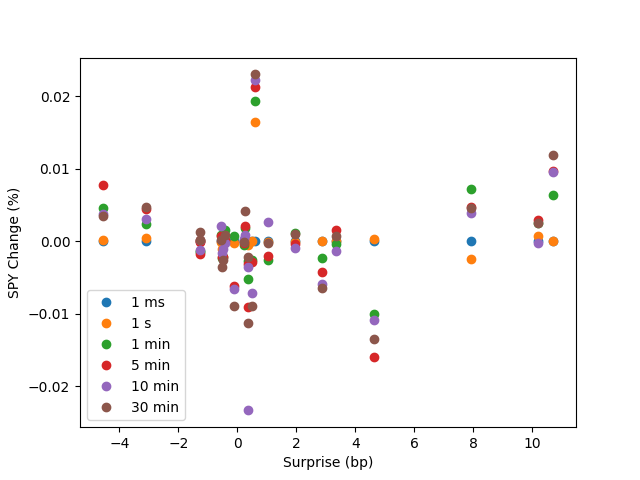 0.02
0.01
0.00
−0.01
−0.02
SPY Change (%)
1 ms
1 s
1 min
5 min
10 min
30 min
−4 −2 0 2 4 6 8 10
Surprise (bp)